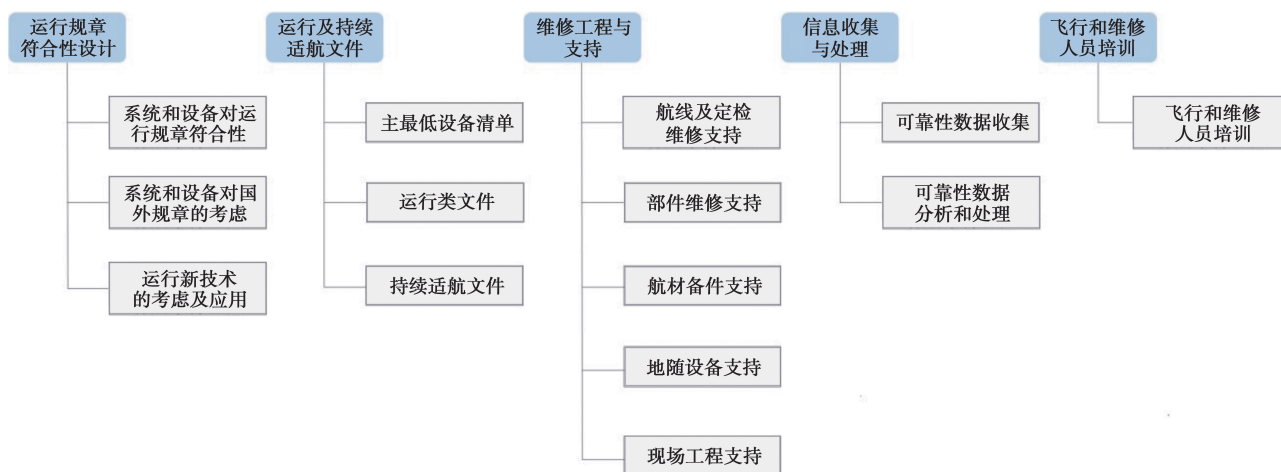 运行规章
符合性设计
系统和设备对运
行规章符合性
系统和设备对国
外规章的考虑
运行新技术
的考虑及应用
运行及持续
适航文件
主最低设备清单
运行类文件
持续适航文件
维修工程与
支持
航线及定检
维修支持
部件维修支持
航材备件支持
地随设备支持
现场工程支持
信息收集
与处理
可靠性数据收集
可靠性数据
分析和处理
飞行和维修
人员培训
飞行和维修
人员培训